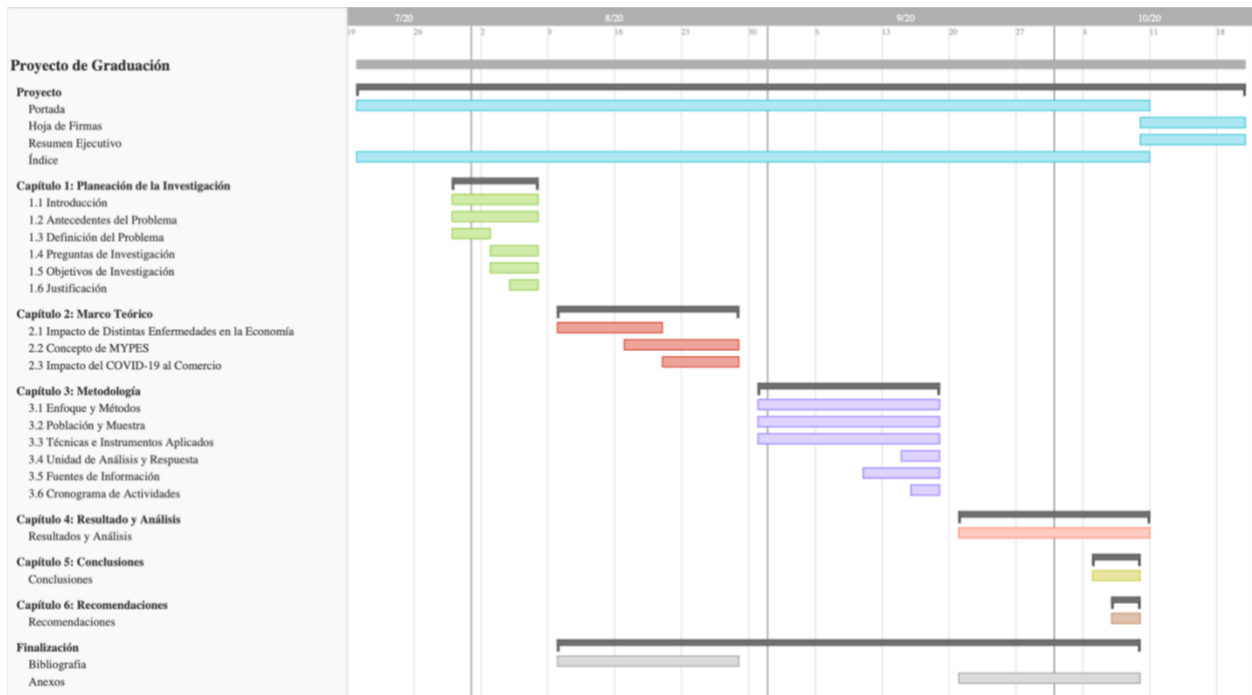 7/20 8/20 9/20 10/20
19 26 2 9 16 23 30 6 13 20 27 4 11 18
Proyecto de Graduación
Proyecto
Portada
Hoja de Firmas
Resumen Ejecutivo
Índice
Capítulo 1: Planeación de la Investigación
1.1 Introducción
1.2 Antecedentes del Problema
1.3 Definición del Problema
1.4 Preguntas de Investigación
1.5 Objetivos de Investigación
1.6 Justificación
Capítulo 2: Marco Teórico
2.1 Impacto de Distintas Enfermedades en la Economía
2.2 Concepto de MYPES
2.3 Impacto del COVID-19 al Comercio
Capítulo 3: Metodología
3.1 Enfoque y Métodos
3.2 Población y Muestra
3.3 Técnicas e Instrumentos Aplicados
3.4 Unidad de Análisis y Respuesta
3.5 Fuentes de Información
3.6 Cronograma de Actividades
Capítulo 4: Resultado y Análisis
Resultados y Análisis
Capítulo 5: Conclusiones
Conclusiones
Capítulo 6: Recomendaciones
Recomendaciones
Finalización
Bibliografia
Anexos